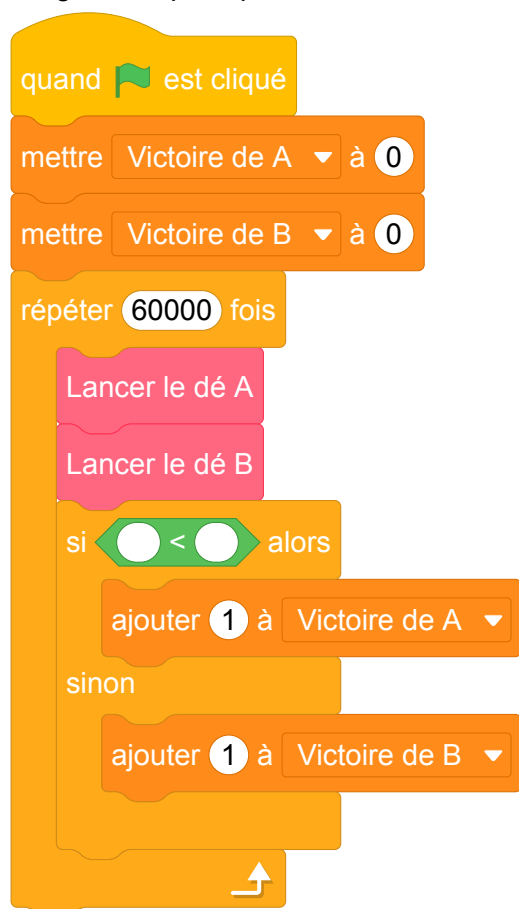 quand est cliqué
mettre Victoire de A à 0
mettre Victoire de B à 0
répéter 60000 fois
Lancer le dé A
Lancer le dé B
si < alors
ajouter 1 à Victoire de A
sinon
ajouter 1 à Victoire de B